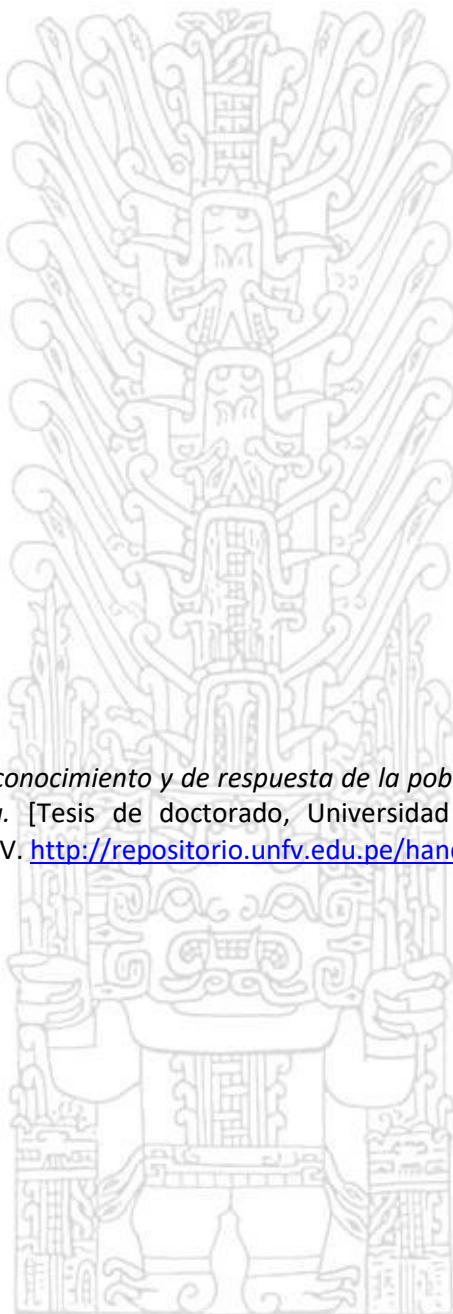 conocimiento y de respuesta de la pob
[Tesis de doctorado, Universidad
V. http://repositorio.unfv.edu.pe/han